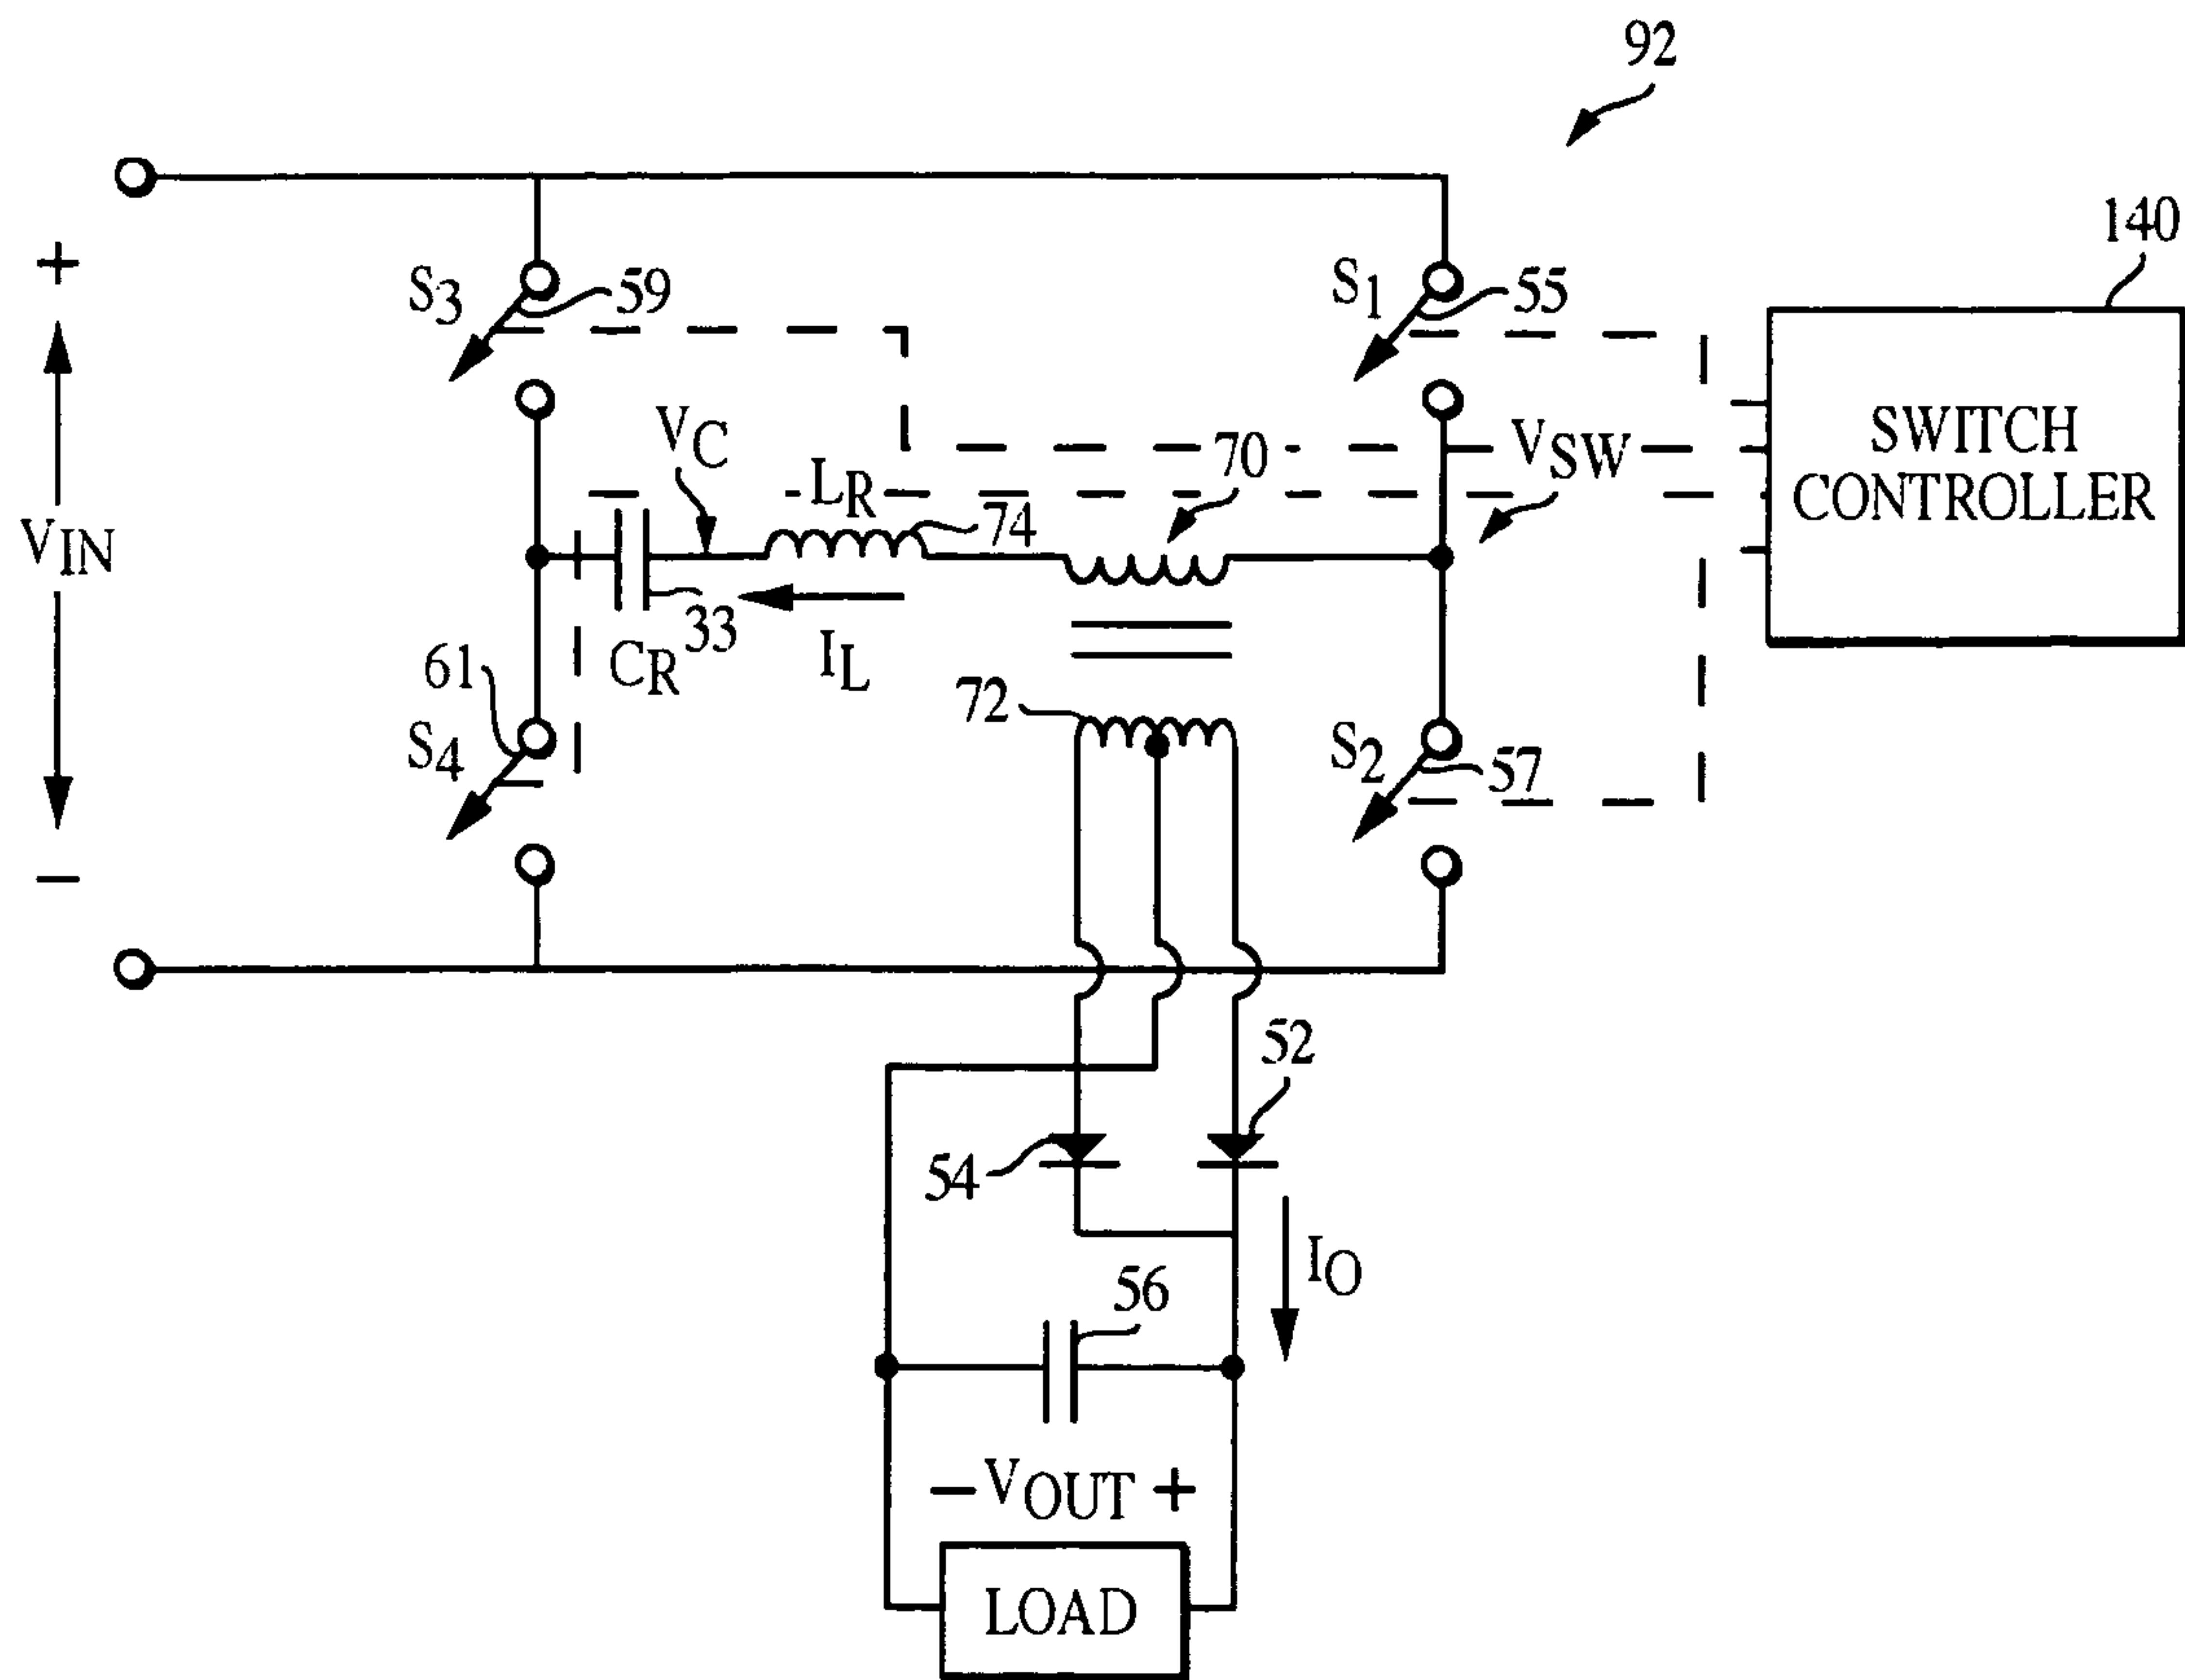 92
140
+
S3
59
S1
55
SWITCH
CONTROLLER
VC
LR
70
VSW
74
VIN
33
CR
IL
61
72
S4
S2
57
−
52
54
IO
56
− VOUT +
LOAD